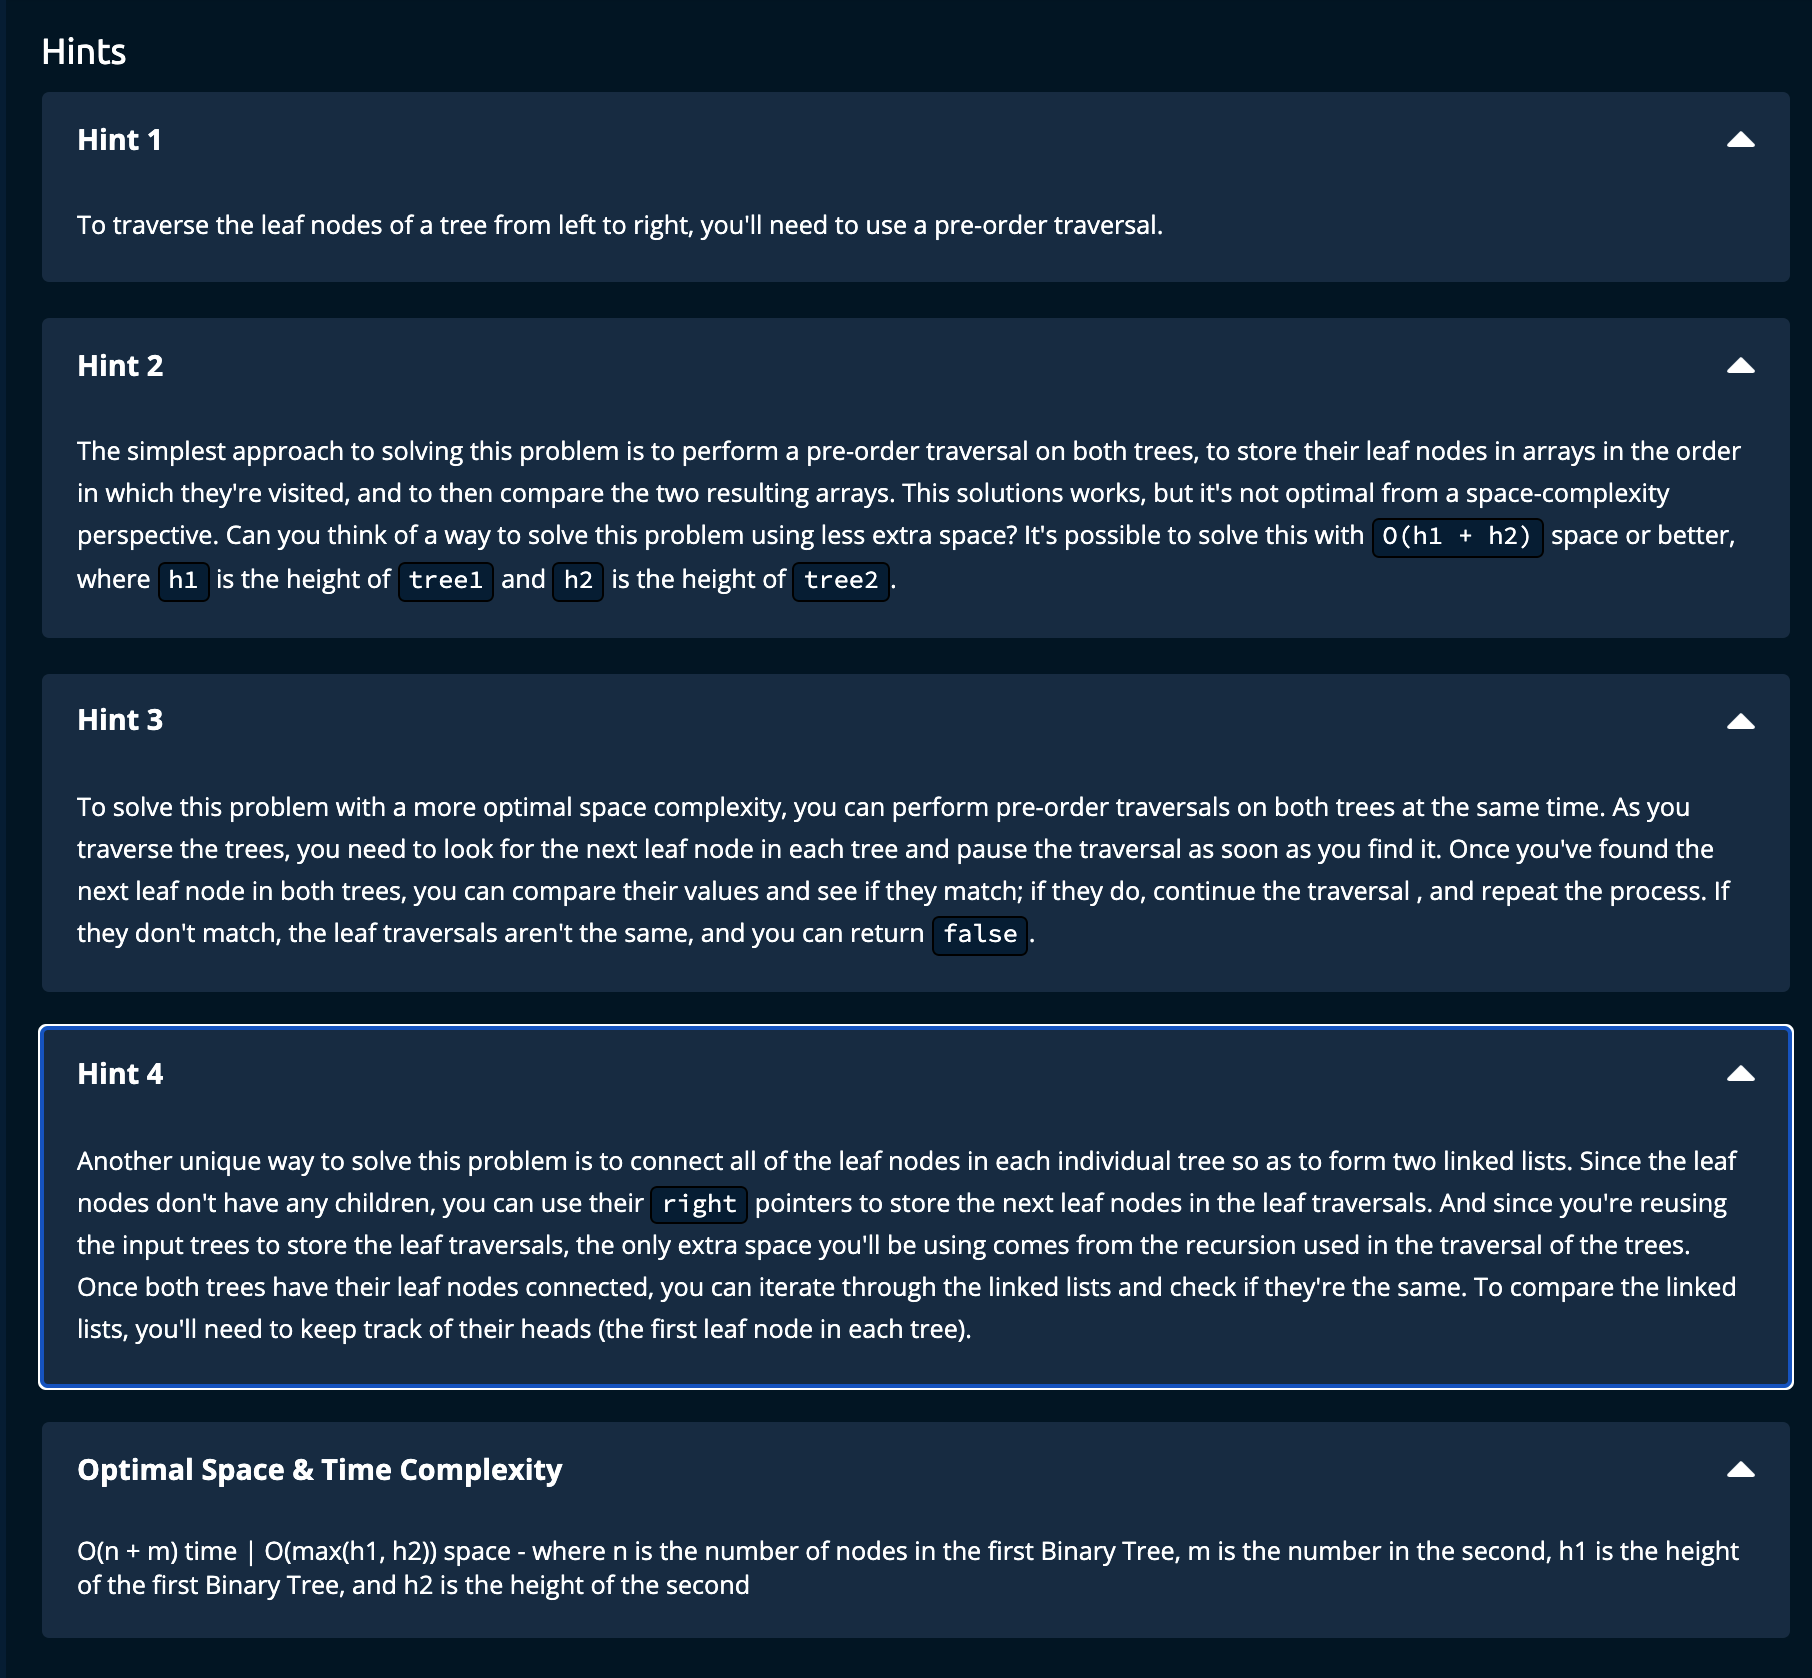 Hints
Hint 1
To traverse the leaf nodes of a tree from left to right, you'll need to use a pre-order traversal.
Hint 2
The simplest approach to solving this problem is to perform a pre-order traversal on both trees, to store their leaf nodes in arrays in the order
in which they're visited, and to then compare the two resulting arrays. This solutions works, but it's not optimal from a space-complexity
perspective. Can you think of a way to solve this problem using less extra space? It's possible to solve this with O(h1 + h2) space or better,
where h1 is the height of tree1 and h2 is the height of tree2.
Hint 3
To solve this problem with a more optimal space complexity, you can perform pre-order traversals on both trees at the same time. As you
traverse the trees, you need to look for the next leaf node in each tree and pause the traversal as soon as you find it. Once you've found the
next leaf node in both trees, you can compare their values and see if they match; if they do, continue the traversal , and repeat the process. If
they don't match, the leaf traversals aren't the same, and you can return false.
Hint 4
Another unique way to solve this problem is to connect all of the leaf nodes in each individual tree so as to form two linked lists. Since the leaf
nodes don't have any children, you can use their right pointers to store the next leaf nodes in the leaf traversals. And since you're reusing
the input trees to store the leaf traversals, the only extra space you'll be using comes from the recursion used in the traversal of the trees.
Once both trees have their leaf nodes connected, you can iterate through the linked lists and check if they're the same. To compare the linked
lists, you'll need to keep track of their heads (the first leaf node in each tree).
Optimal Space & Time Complexity
O(n + m) time | O(max(h1, h2)) space - where n is the number of nodes in the first Binary Tree, m is the number in the second, h1 is the height
of the first Binary Tree, and h2 is the height of the second